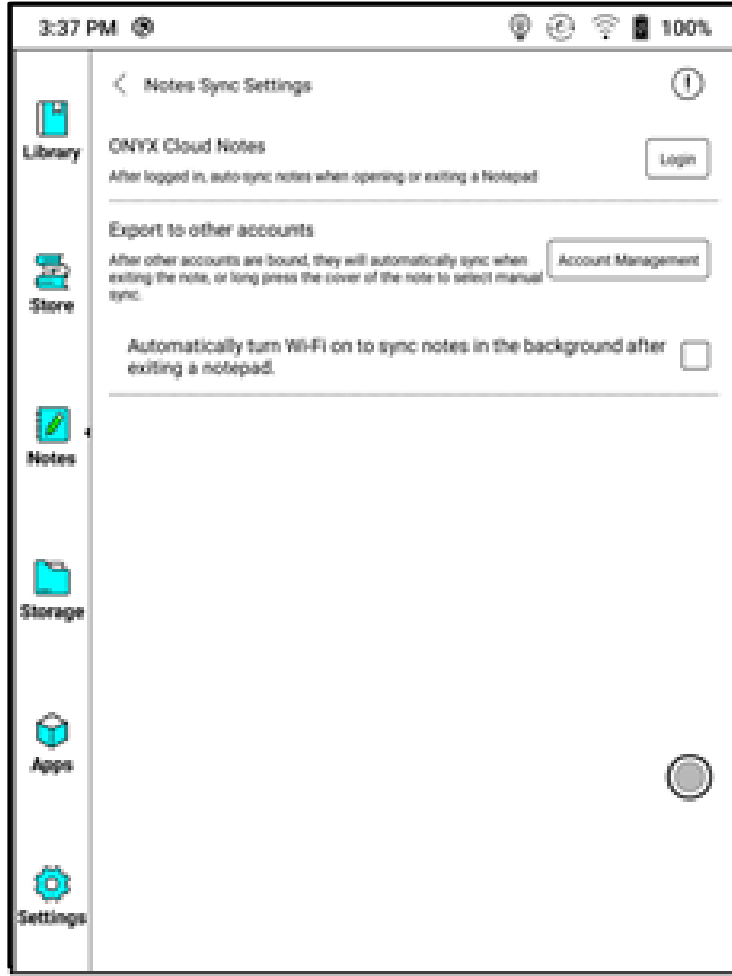 3:37 PM 100%
Notes Sync Settings
Library
ONYX Cloud Notes
Login
After logged in, auto-sync notes when opening or exiting a Notepad
Export to other accounts
After other accounts are bound, they will automatically sync when
exiting the note, or long press the cover of the note to select manual
sync.
Account Management
Store
Automatically turn Wi-Fi on to sync notes in the background after
exiting a notepad.
Notes
Storage
Apps
Settings